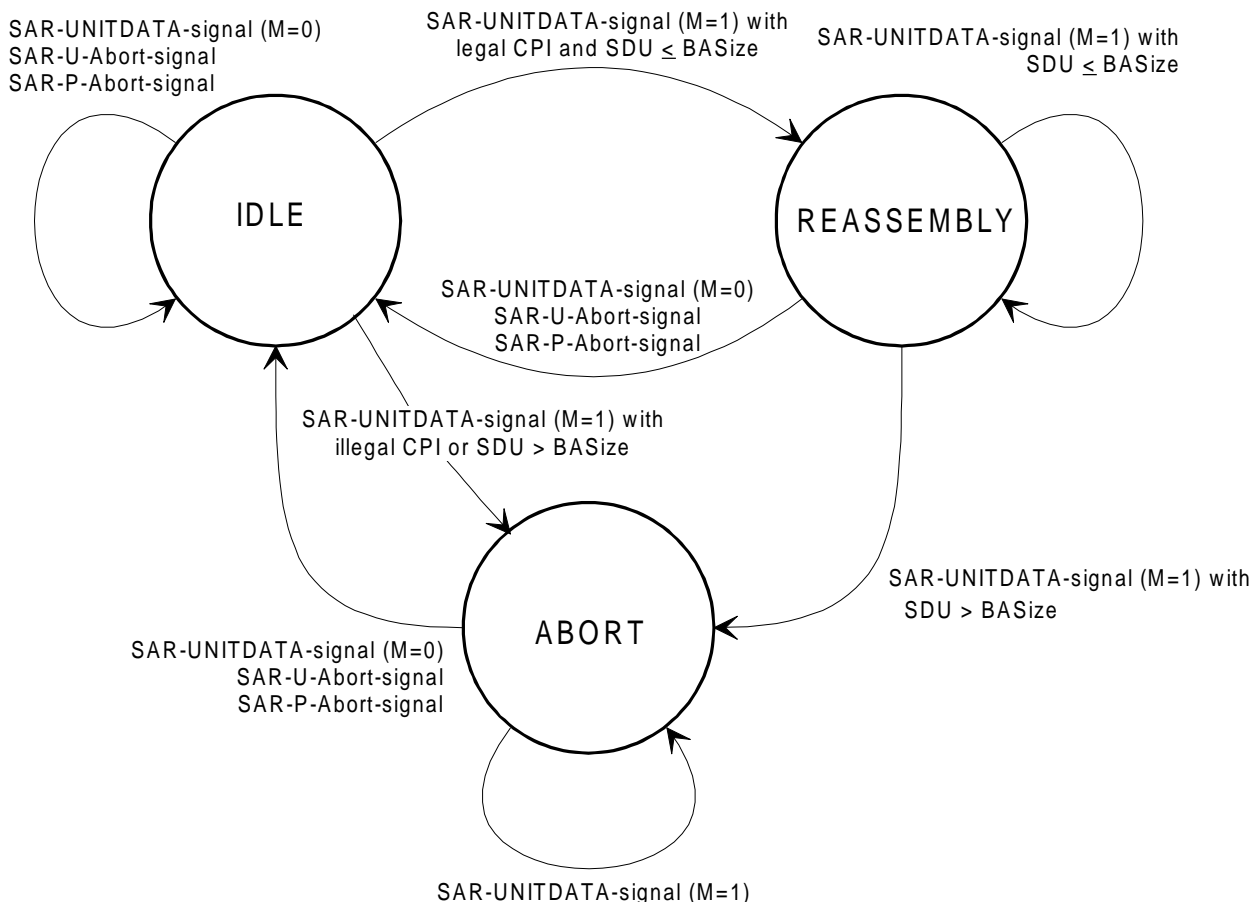 SAR-UNITDATA-signal (M=0)
SAR-U-Abort-signal
SAR-P-Abort-signal
SAR-UNITDATA-signal (M=1) with
legal CPI and SDU ≤ BASize
SAR-UNITDATA-signal (M=1) with
SDU ≤ BASize
IDLE
REASSEMBLY
SAR-UNITDATA-signal (M=0)
SAR-U-Abort-signal
SAR-P-Abort-signal
SAR-UNITDATA-signal (M=1) with
illegal CPI or SDU > BASize
SAR-UNITDATA-signal (M=1) with
SDU > BASize
ABORT
SAR-UNITDATA-signal (M=0)
SAR-U-Abort-signal
SAR-P-Abort-signal
SAR-UNITDATA-signal (M=1)